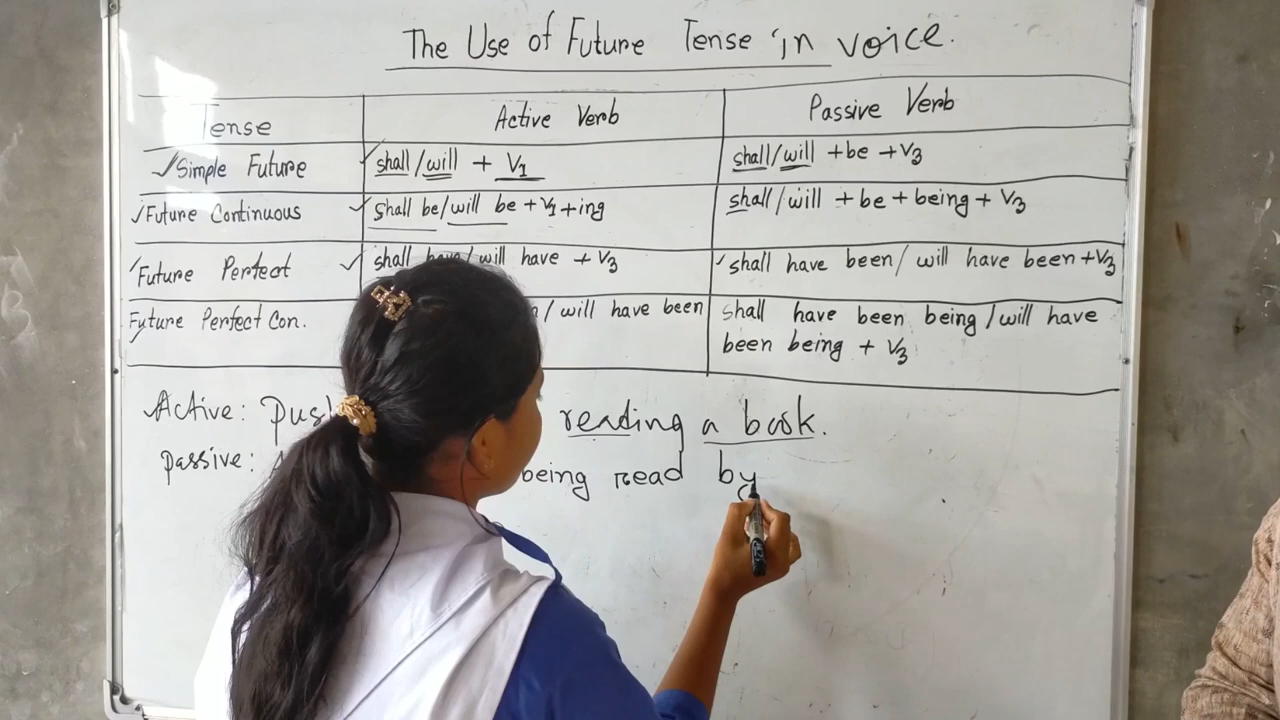 The Use of Future Tense in voice.
Tense Active Verb Passive Verb
Simple Future shall/will + V1 shall/will +be +V3
Future Continuous shall be/will be +V1+ing shall/will +be+being+V3
Future Perfect shall have/will have +V3 shall have been/ will have been+V3
Future Perfect Con. / will have been shall have been being/will have
been being + V3
Active: reading a book.
Passive: being read by